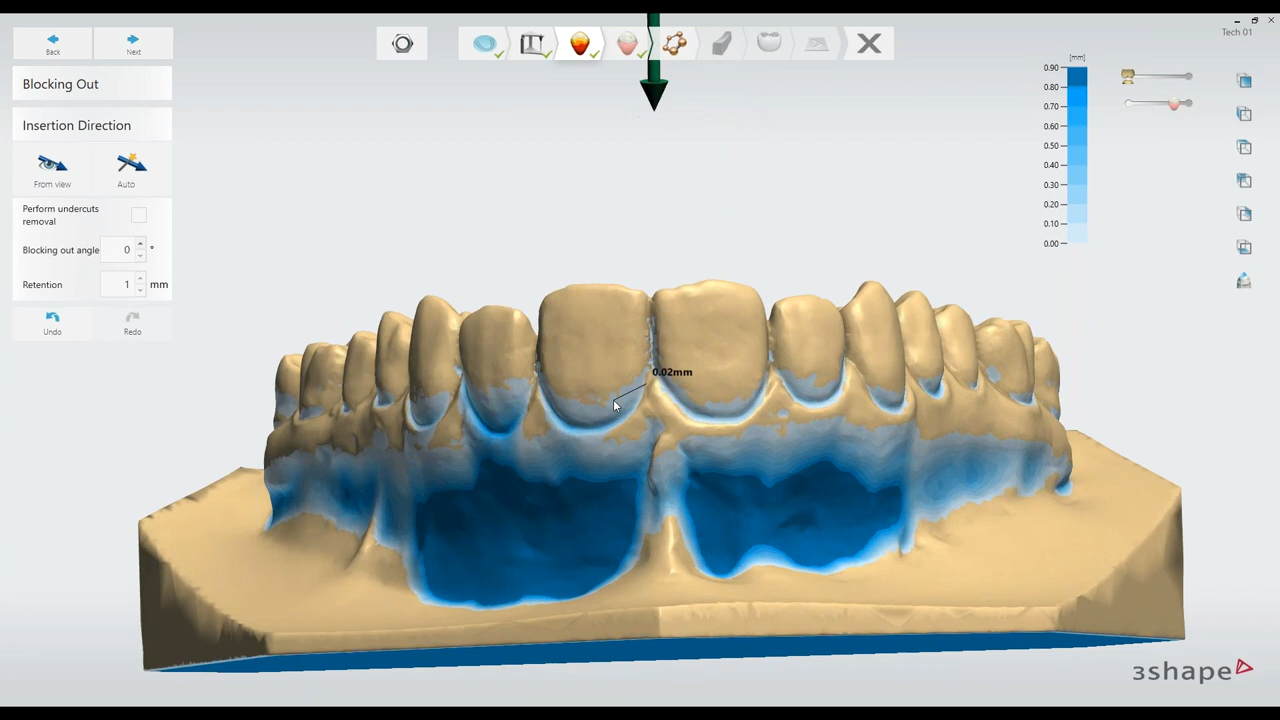 Tech 01
Back
Next
Blocking Out
Insertion Direction
From view
Auto
Perform undercuts
removal
Blocking out angle 0 °
Retention 1 mm
Undo
Redo
[mm]
0.90
0.80
0.70
0.60
0.50
0.40
0.30
0.20
0.10
0.00
0.02mm
3shape